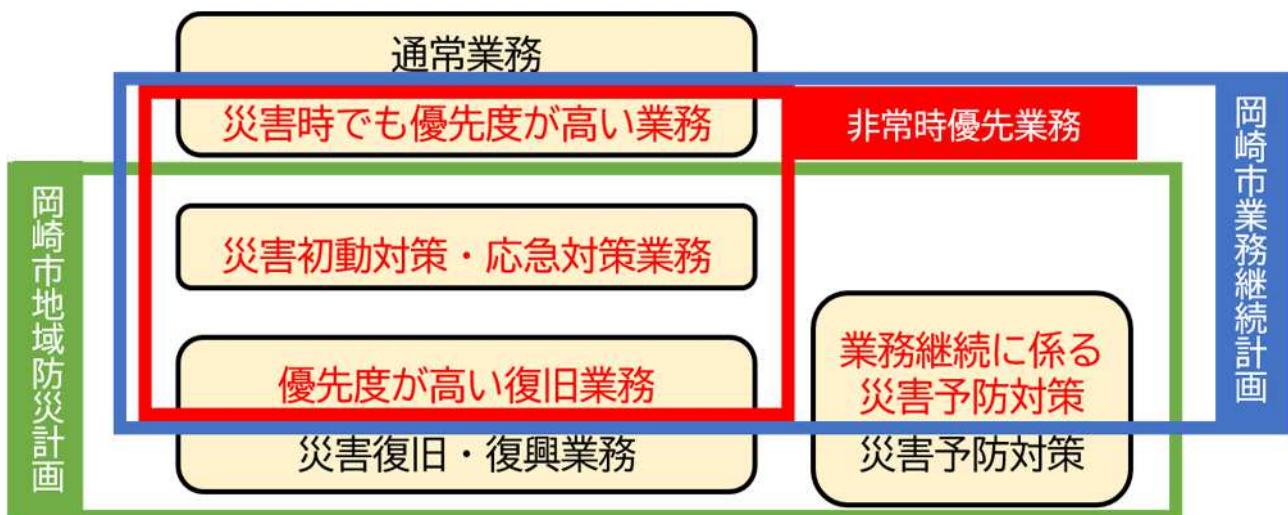 通常業務
災害時でも優先度が高い業務
非常時優先業務
岡崎市業務継続計画
岡崎市地域防災計画
災害初動対策・応急対策業務
優先度が高い復旧業務
災害復旧・復興業務
業務継続に係る
災害予防対策
災害予防対策